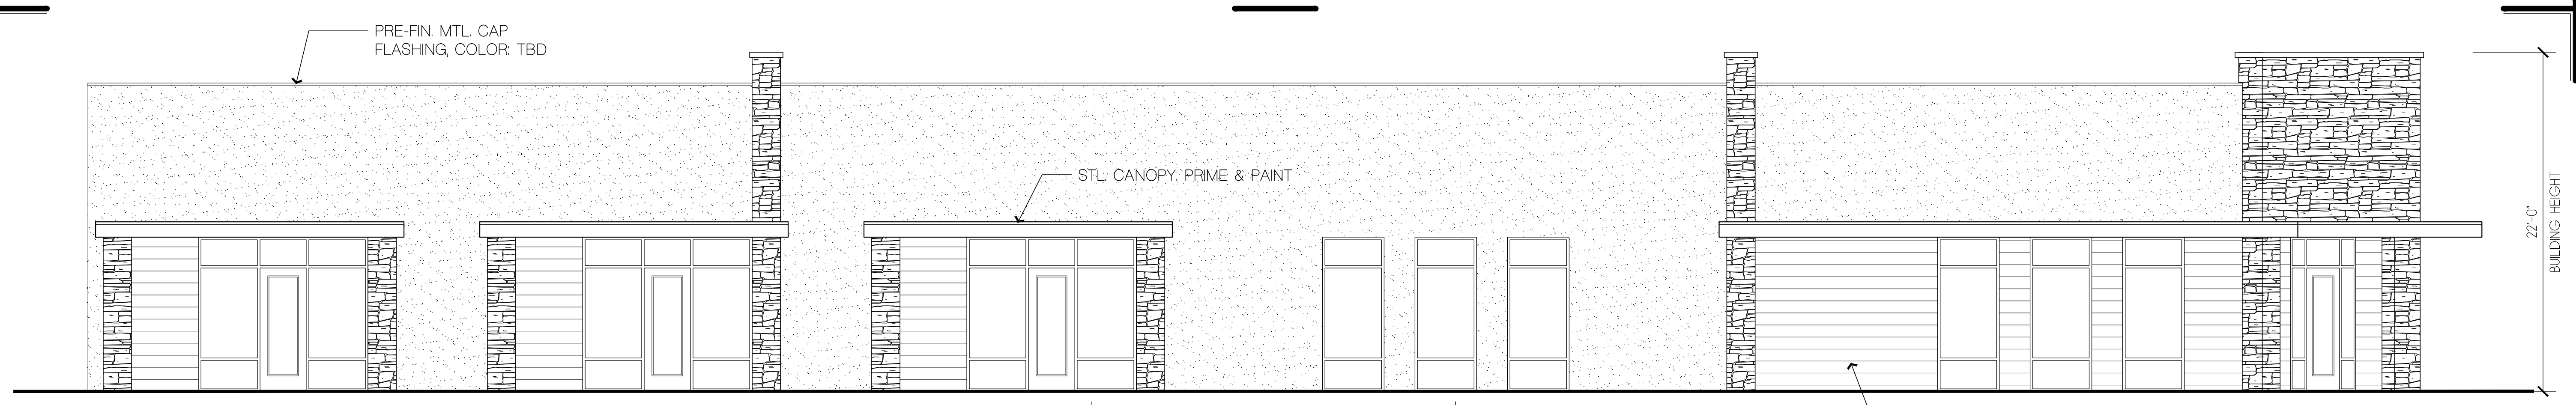 PRE-FIN. MTL. CAP
FLASHING, COLOR: TBD
STL. CANOPY. PRIME & PAINT
22'-0"
BUILDING HEIGHT